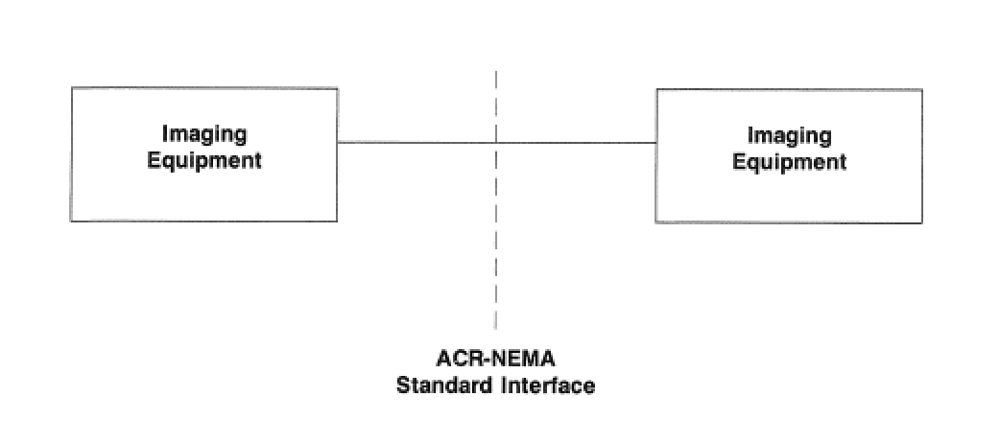 Imaging
Equipment
Imaging
Equipment
ACR-NEMA
Standard Interface